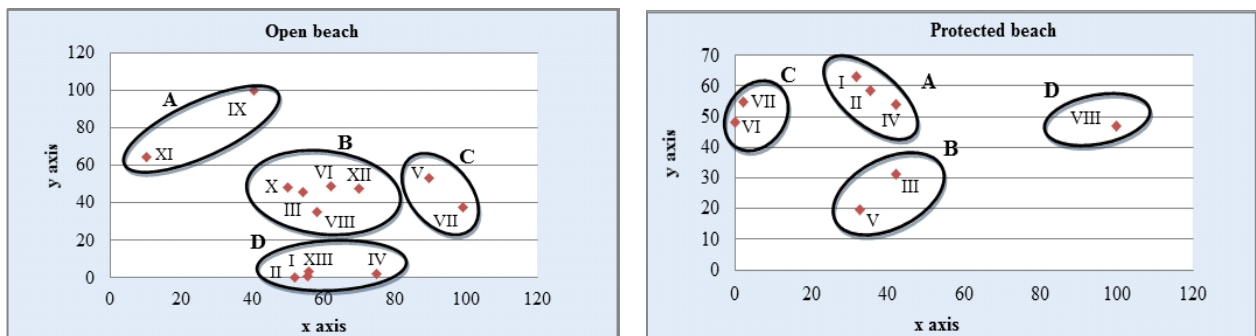 Open beach
120
100
80
60
40
20
0
y axis
A
IX
XI
B
VI XII
X
III
VIII
C
V
VII
D
I XIII IV
II
0 20 40 60 80 100 120
x axis
Protected beach
70
60
50
40
30
20
10
0
y axis
C
VII
VI
A
I
II
IV
D
VIII
B
III
V
0 20 40 60 80 100 120
x axis